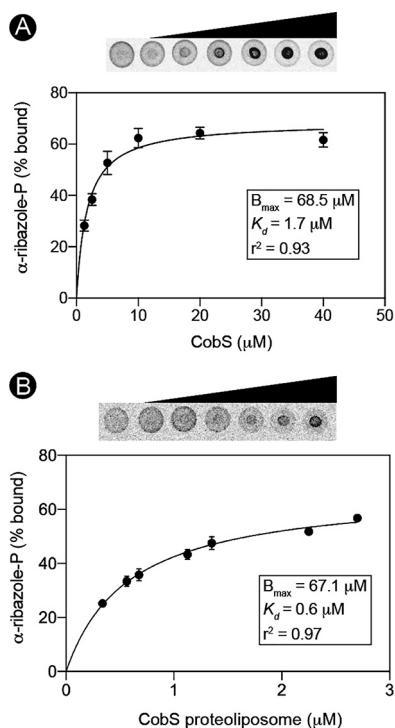 A
80
60
40
20
0
α-ribazole-P (% bound)
B_max = 68.5 μM
K_d = 1.7 μM
r² = 0.93
0 10 20 30 40 50
CobS (μM)
B
80
60
40
20
0
α-ribazole-P (% bound)
B_max = 67.1 μM
K_d = 0.6 μM
r² = 0.97
0 1 2 3
CobS proteoliposome (μM)